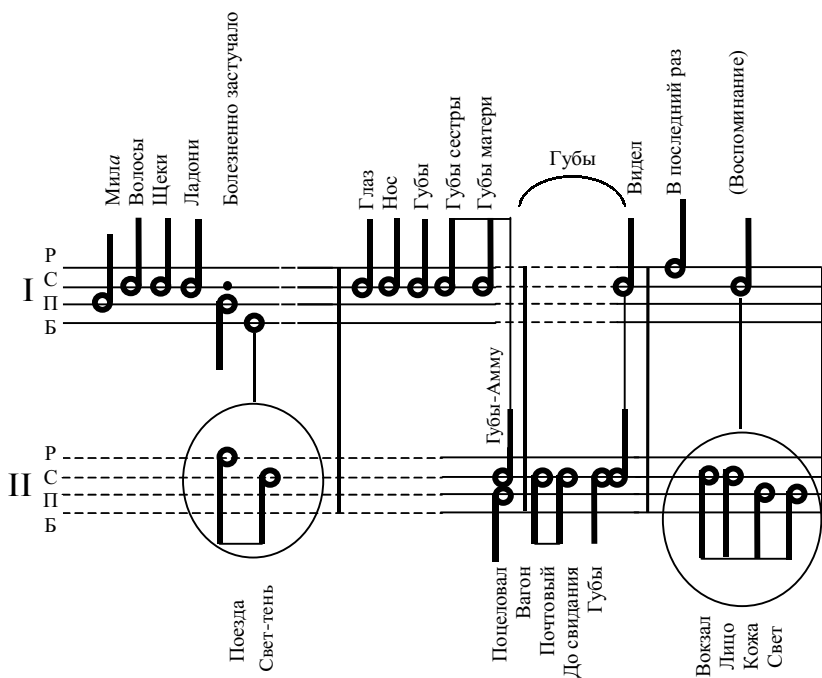 Мила
Волосы
Щеки
Ладони
Болезненно застучало
Глаз
Нос
Губы
Губы сестры
Губы матери
Губы
Видел
В последний раз
(Воспоминание)
I
Р
С
П
Б
Губы-Амму
II
Р
С
П
Б
Поезда
Свет-тень
Поцеловал
Вагон
Почтовый
До свидания
Губы
Вокзал
Лицо
Кожа
Свет